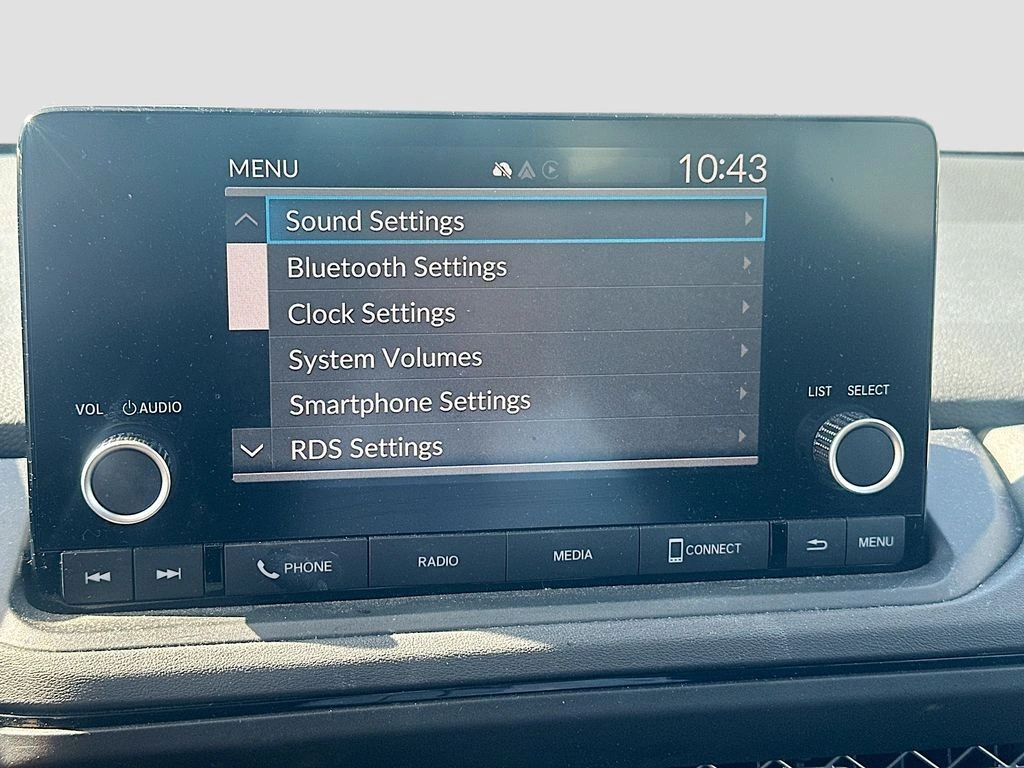 MENU 10:43
Sound Settings
Bluetooth Settings
Clock Settings
System Volumes
Smartphone Settings
RDS Settings
VOL AUDIO
LIST SELECT
PHONE RADIO MEDIA CONNECT MENU